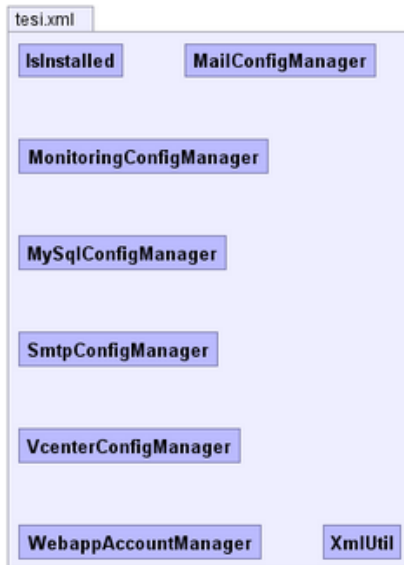 tesi.xml
IsInstalled MailConfigManager
MonitoringConfigManager
MySqlConfigManager
SmtpConfigManager
VcenterConfigManager
WebappAccountManager XmlUtil